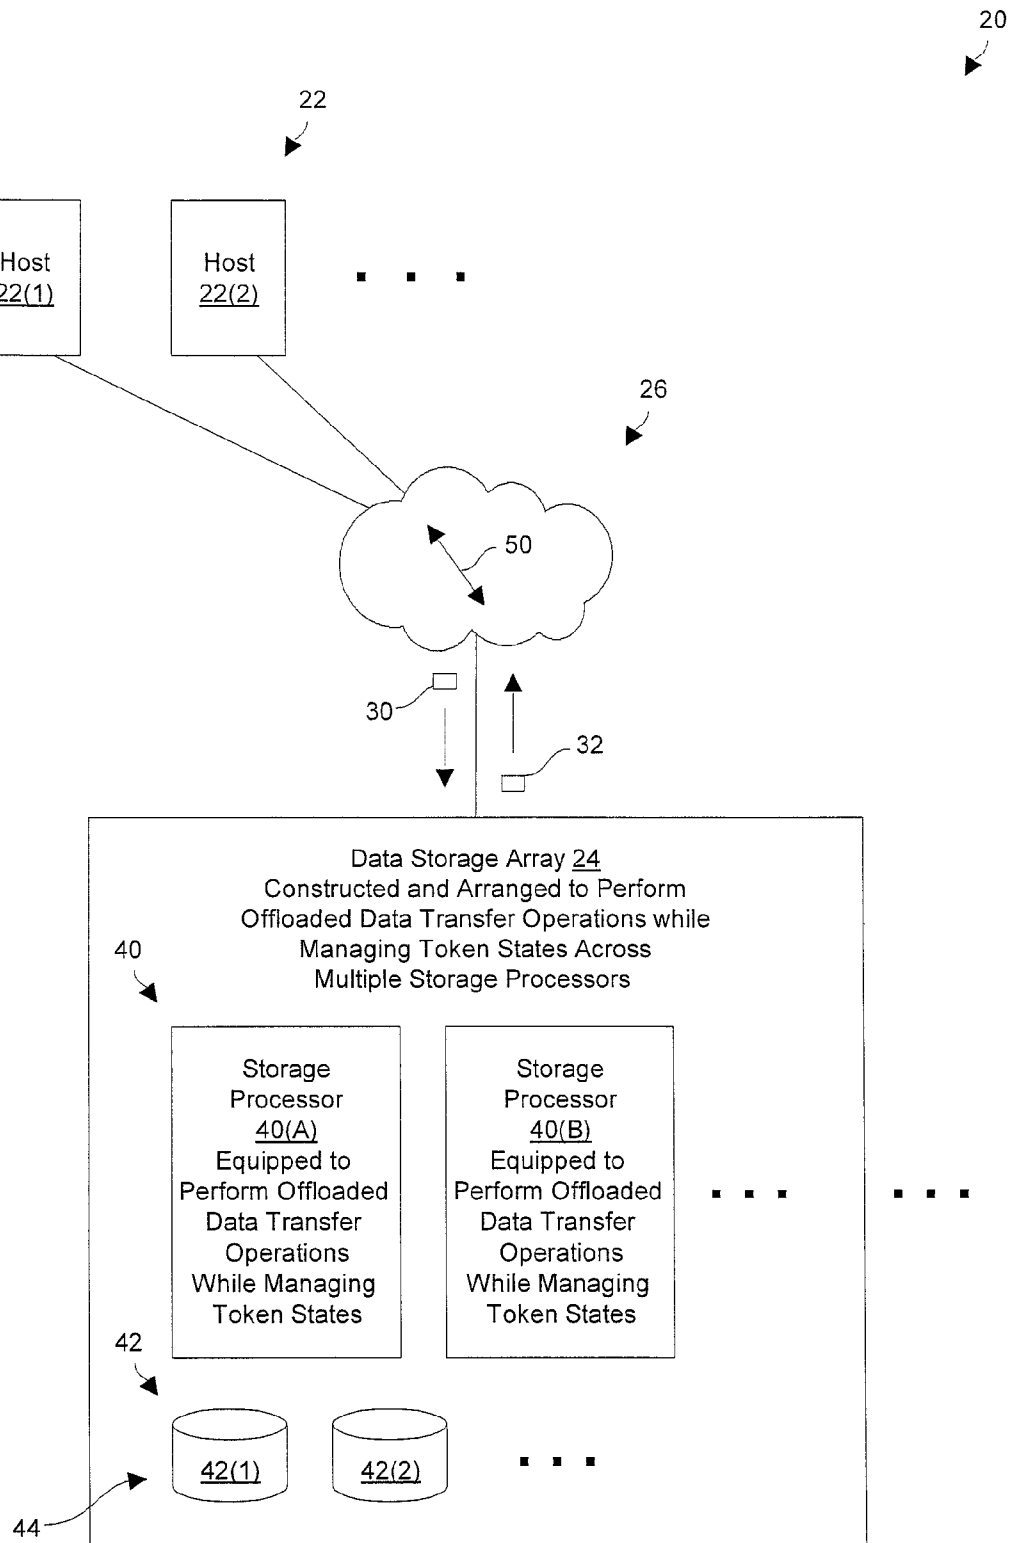 20
22
Host
22(1)
Host
22(2)
26
50
30
32
Data Storage Array 24
Constructed and Arranged to Perform
Offloaded Data Transfer Operations while
Managing Token States Across
Multiple Storage Processors
40
Storage
Processor
40(A)
Equipped to
Perform Offloaded
Data Transfer
Operations
While Managing
Token States
Storage
Processor
40(B)
Equipped to
Perform Offloaded
Data Transfer
Operations
While Managing
Token States
42
42(1)
42(2)
44